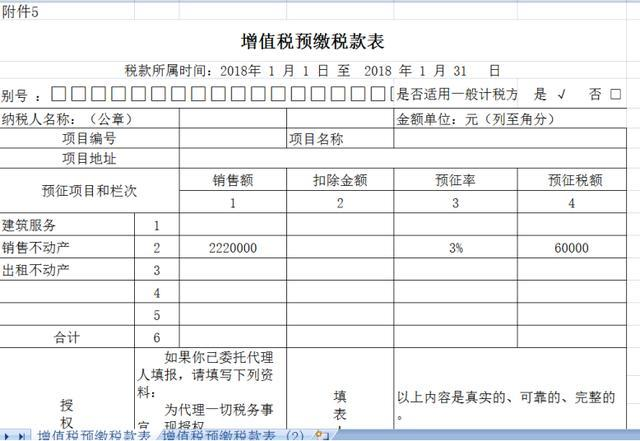 附件5
增值税预缴税款表
税款所属时间：2018年 1 月 1 日 至 2018 年 1 月 31 日
别号：□□□□□□□□□□□□□□□□□□□□ 是否适用一般计税方 是 √ 否 □
纳税人名称：（公章） 金额单位：元（列至角分）
项目编号 项目名称
项目地址
预征项目和栏次 销售额 扣除金额 预征率 预征税额
1 2 3 4
建筑服务 1
销售不动产 2 2220000 3% 60000
出租不动产 3
4
5
合计 6
授权 如果你已委托代理人填报，请填写下列资料： 填表 以上内容是真实的、可靠的、完整的。
为代理一切税务事
增值税预缴税款表 增值税预缴税款表 (2)